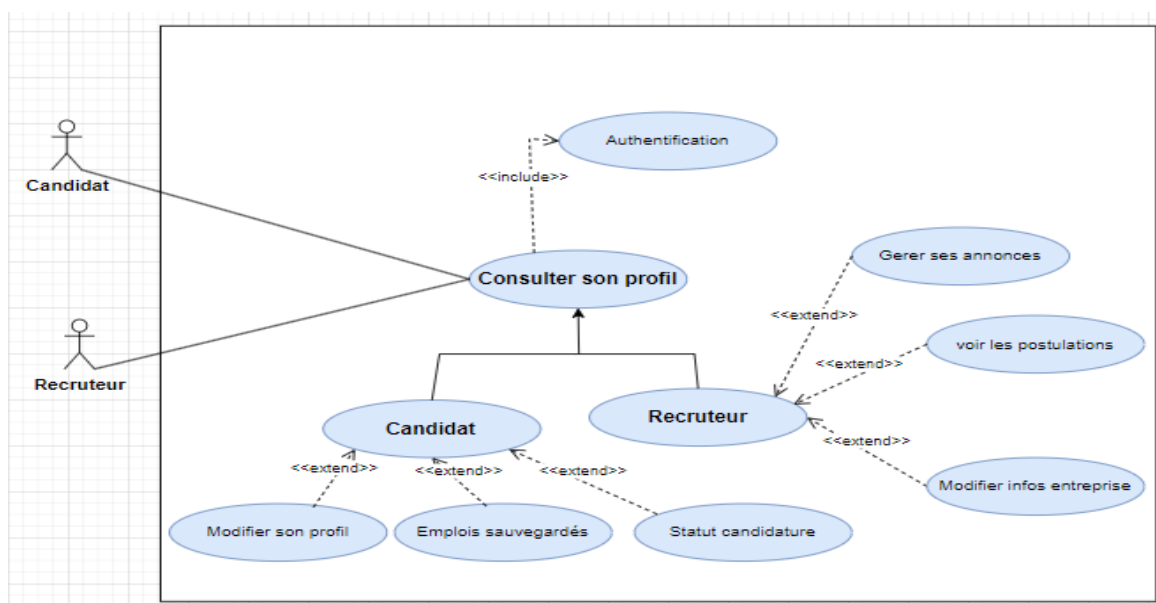 Authentification
Candidat
<<include>>
Gerer ses annonces
Consulter son profil
<<extend>>
voir les postulations
<<extend>>
Recruteur
Recruteur
Candidat
<<extend>>
<<extend>>
<<extend>>
<<extend>>
Modifier infos entreprise
Modifier son profil
Emplois sauvegardés
Statut candidature